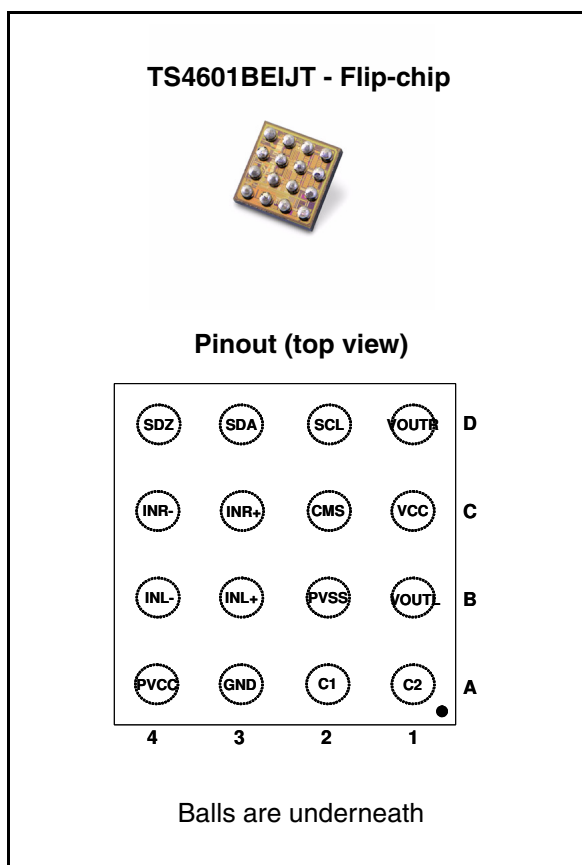 TS4601BEIJT - Flip-chip
Pinout (top view)
SDZ SDA SCL VOUTR D
INR- INR+ CMS VCC C
INL- INL+ PVSS VOUTL B
PVCC GND C1 C2 A
4 3 2 1
Balls are underneath